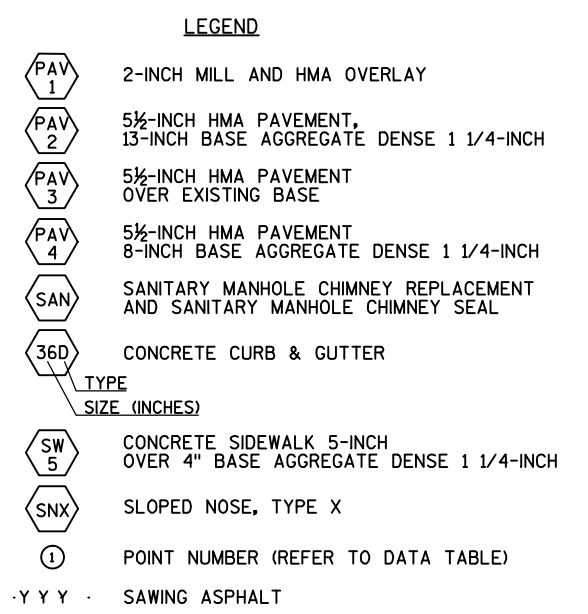 LEGEND
PAV
1
2-INCH MILL AND HMA OVERLAY
PAV
2
5½-INCH HMA PAVEMENT,
13-INCH BASE AGGREGATE DENSE 1 1/4-INCH
PAV
3
5½-INCH HMA PAVEMENT
OVER EXISTING BASE
PAV
4
5½-INCH HMA PAVEMENT
8-INCH BASE AGGREGATE DENSE 1 1/4-INCH
SAN
SANITARY MANHOLE CHIMNEY REPLACEMENT
AND SANITARY MANHOLE CHIMNEY SEAL
36D
CONCRETE CURB & GUTTER
TYPE
SIZE (INCHES)
SW
5
CONCRETE SIDEWALK 5-INCH
OVER 4" BASE AGGREGATE DENSE 1 1/4-INCH
SNX
SLOPED NOSE, TYPE X
1
POINT NUMBER (REFER TO DATA TABLE)
·Y Y Y · SAWING ASPHALT